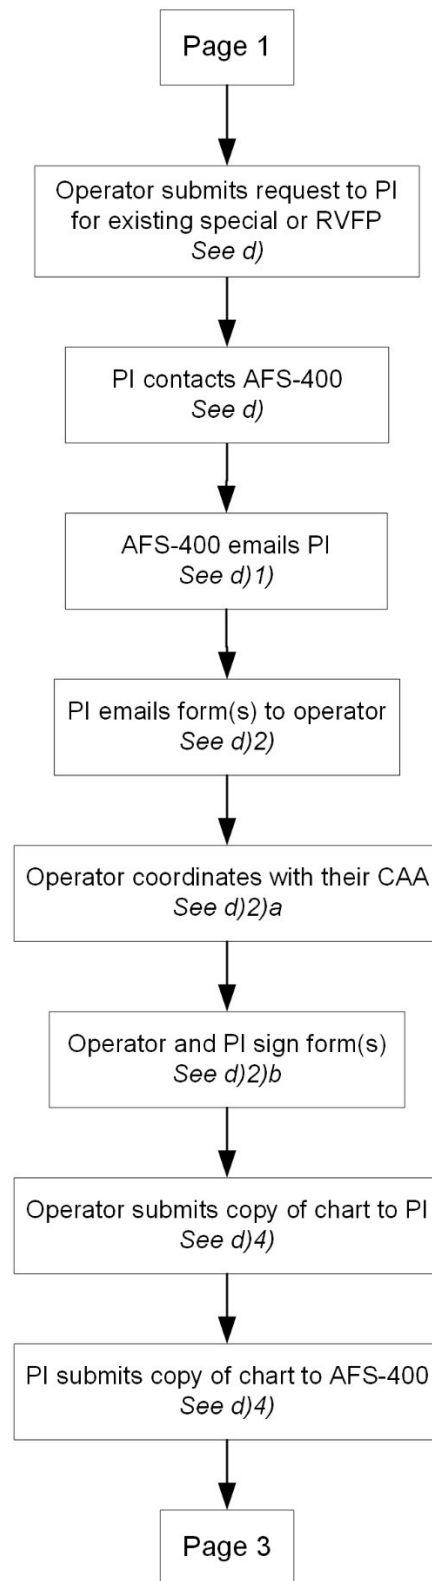 Page 1
Operator submits request to PI
for existing special or RVFP
See d)
PI contacts AFS-400
See d)
AFS-400 emails PI
See d)1)
PI emails form(s) to operator
See d)2)
Operator coordinates with their CAA
See d)2)a
Operator and PI sign form(s)
See d)2)b
Operator submits copy of chart to PI
See d)4)
PI submits copy of chart to AFS-400
See d)4)
Page 3